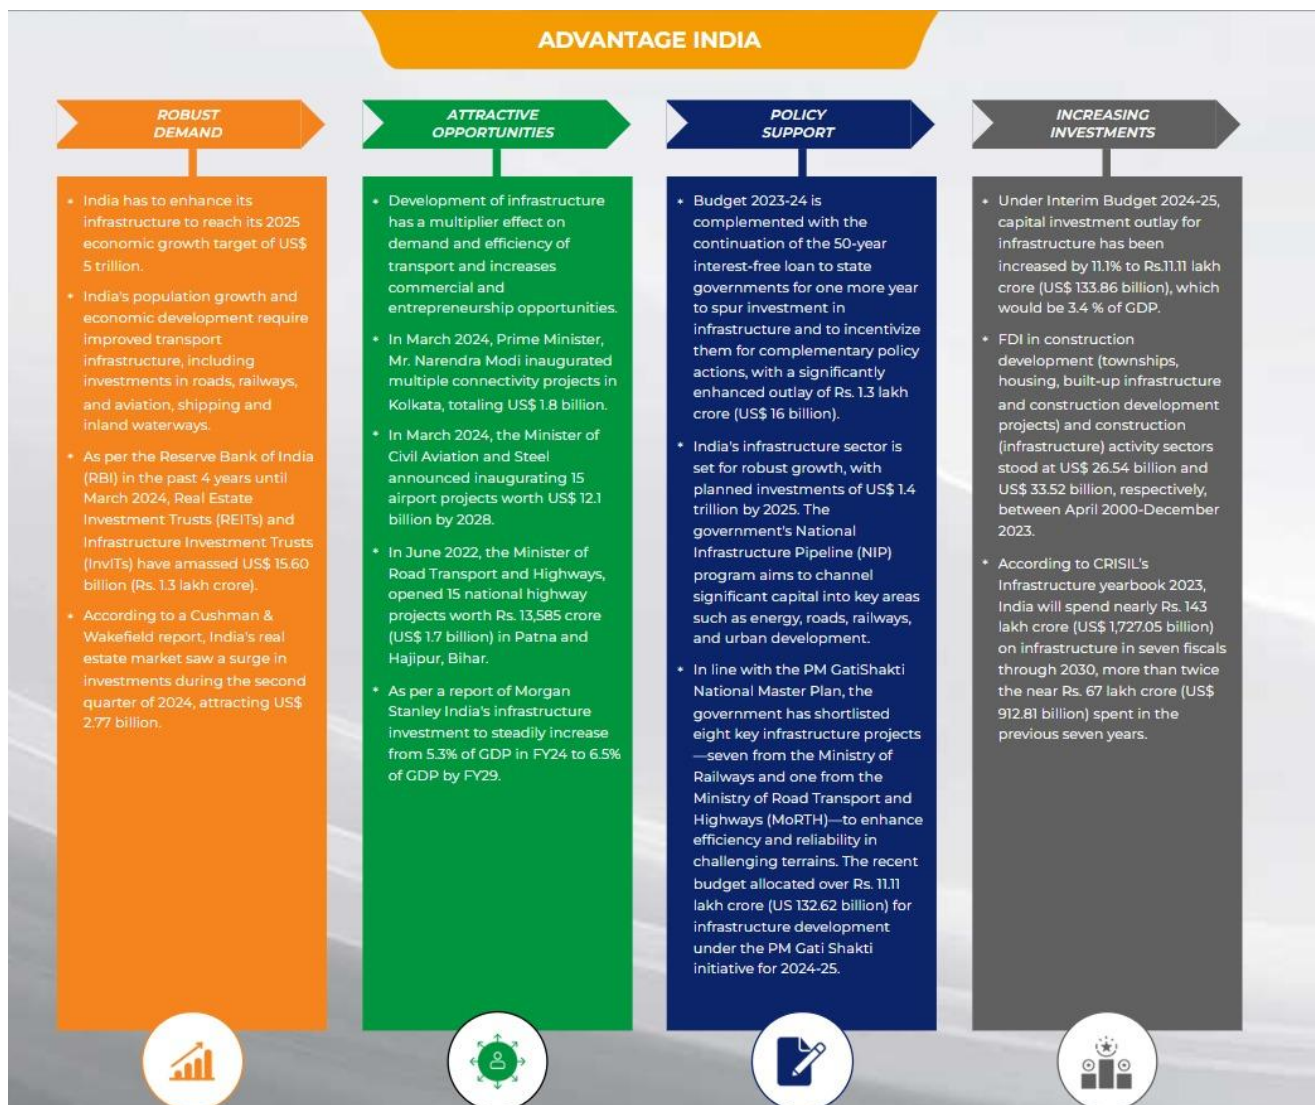 ADVANTAGE INDIA
ROBUST
DEMAND
* India has to enhance its
infrastructure to reach its 2025
economic growth target of US$
5 trillion.
* India's population growth and
economic development require
improved transport
infrastructure, including
investments in roads, railways,
and aviation, shipping and
inland waterways.
* As per the Reserve Bank of India
(RBI) in the past 4 years until
March 2024, Real Estate
Investment Trusts (REITs) and
Infrastructure Investment Trusts
(InvITs) have amassed US$ 15.60
billion (Rs. 1.3 lakh crore).
* According to a Cushman &
Wakefield report, India's real
estate market saw a surge in
investments during the second
quarter of 2024, attracting US$
2.77 billion.
ATTRACTIVE
OPPORTUNITIES
* Development of infrastructure
has a multiplier effect on
demand and efficiency of
transport and increases
commercial and
entrepreneurship opportunities.
* In March 2024, Prime Minister,
Mr. Narendra Modi inaugurated
multiple connectivity projects in
Kolkata, totaling US$ 1.8 billion.
* In March 2024, the Minister of
Civil Aviation and Steel
announced inaugurating 15
airport projects worth US$ 12.1
billion by 2028.
* In June 2022, the Minister of
Road Transport and Highways,
opened 15 national highway
projects worth Rs. 13,585 crore
(US$ 1.7 billion) in Patna and
Hajipur, Bihar.
* As per a report of Morgan
Stanley India's infrastructure
investment to steadily increase
from 5.3% of GDP in FY24 to 6.5%
of GDP by FY29.
POLICY
SUPPORT
* Budget 2023-24 is
complemented with the
continuation of the 50-year
interest-free loan to state
governments for one more year
to spur investment in
infrastructure and to incentivize
them for complementary policy
actions, with a significantly
enhanced outlay of Rs. 1.3 lakh
crore (US$ 16 billion).
* India's infrastructure sector is
set for robust growth, with
planned investments of US$ 1.4
trillion by 2025. The
government's National
Infrastructure Pipeline (NIP)
program aims to channel
significant capital into key areas
such as energy, roads, railways,
and urban development.
* In line with the PM GatiShakti
National Master Plan, the
government has shortlisted
eight key infrastructure projects
—seven from the Ministry of
Railways and one from the
Ministry of Road Transport and
Highways (MoRTH)—to enhance
efficiency and reliability in
challenging terrains. The recent
budget allocated over Rs. 11.11
lakh crore (US 132.62 billion) for
infrastructure development
under the PM Gati Shakti
initiative for 2024-25.
INCREASING
INVESTMENTS
* Under Interim Budget 2024-25,
capital investment outlay for
infrastructure has been
increased by 11.1% to Rs.11.11 lakh
crore (US$ 133.86 billion), which
would be 3.4 % of GDP.
* FDI in construction
development (townships,
housing, built-up infrastructure
and construction development
projects) and construction
(infrastructure) activity sectors
stood at US$ 26.54 billion and
US$ 33.52 billion, respectively,
between April 2000-December
2023.
* According to CRISIL's
Infrastructure yearbook 2023,
India will spend nearly Rs. 143
lakh crore (US$ 1,727.05 billion)
on infrastructure in seven fiscals
through 2030, more than twice
the near Rs. 67 lakh crore (US$
912.81 billion) spent in the
previous seven years.